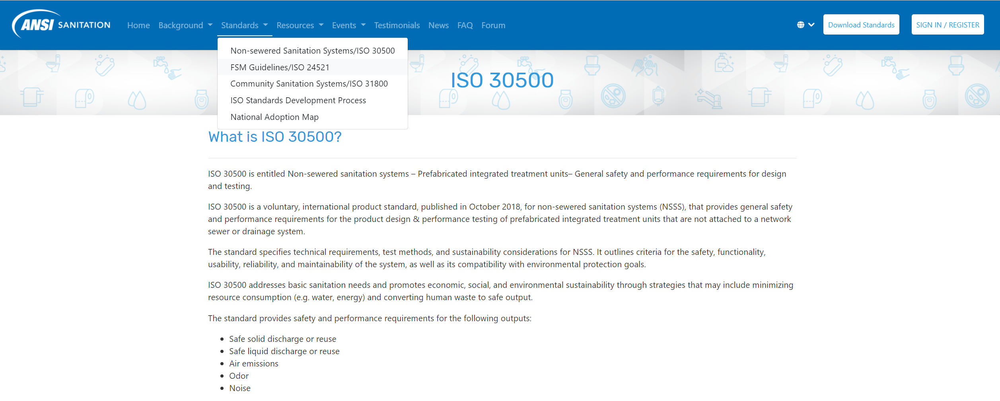 ANSI SANITATION
Home Background Standards Resources Events Testimonials News FAQ Forum
Download Standards
SIGN IN / REGISTER
Non-sewered Sanitation Systems/ISO 30500
FSM Guidelines/ISO 24521
Community Sanitation Systems/ISO 31800
ISO Standards Development Process
National Adoption Map
ISO 30500
What is ISO 30500?
ISO 30500 is entitled Non-sewered sanitation systems – Prefabricated integrated treatment units– General safety and performance requirements for design
and testing.
ISO 30500 is a voluntary, international product standard, published in October 2018, for non-sewered sanitation systems (NSSS), that provides general safety
and performance requirements for the product design & performance testing of prefabricated integrated treatment units that are not attached to a network
sewer or drainage system.
The standard specifies technical requirements, test methods, and sustainability considerations for NSSS. It outlines criteria for the safety, functionality,
usability, reliability, and maintainability of the system, as well as its compatibility with environmental protection goals.
ISO 30500 addresses basic sanitation needs and promotes economic, social, and environmental sustainability through strategies that may include minimizing
resource consumption (e.g. water, energy) and converting human waste to safe output.
The standard provides safety and performance requirements for the following outputs:
• Safe solid discharge or reuse
• Safe liquid discharge or reuse
• Air emissions
• Odor
• Noise